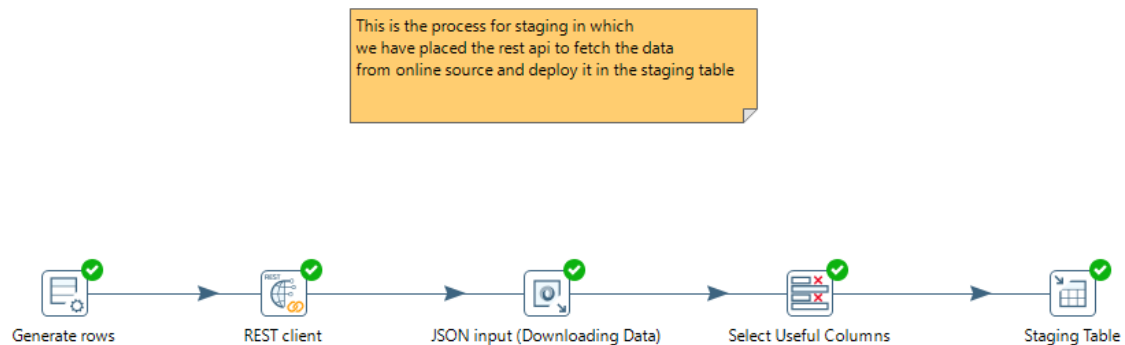 This is the process for staging in which
we have placed the rest api to fetch the data
from online source and deploy it in the staging table
REST
Generate rows
REST client
JSON input (Downloading Data)
Select Useful Columns
Staging Table